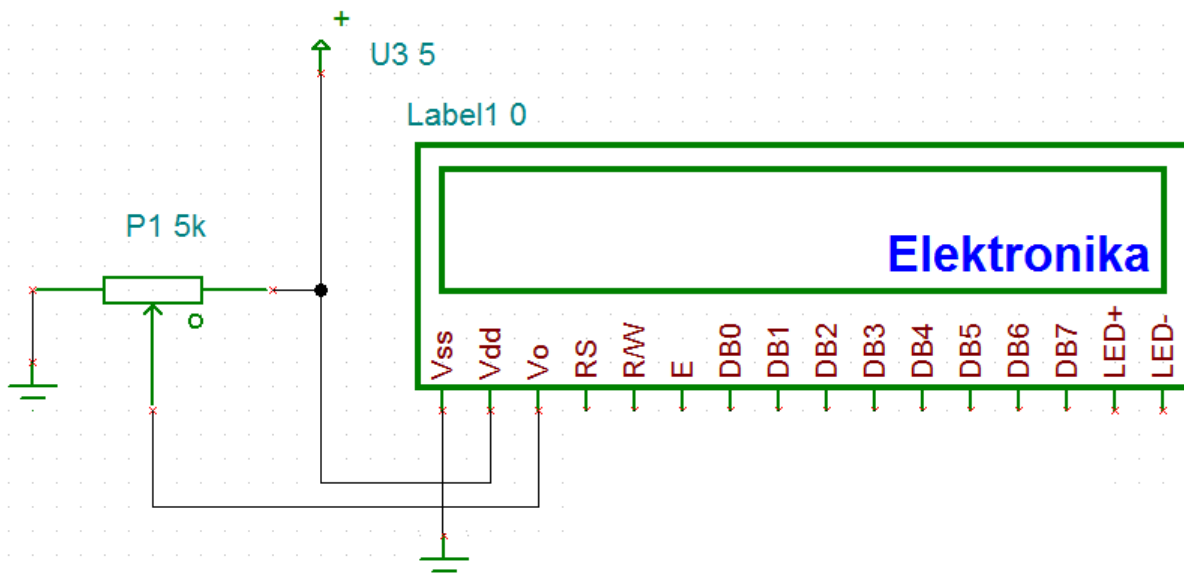 +
U3 5
Label1 0
P1 5k
Elektronika
Vss
Vdd
Vo
RS
R/W
E
DB0
DB1
DB2
DB3
DB4
DB5
DB6
DB7
LED+
LED-